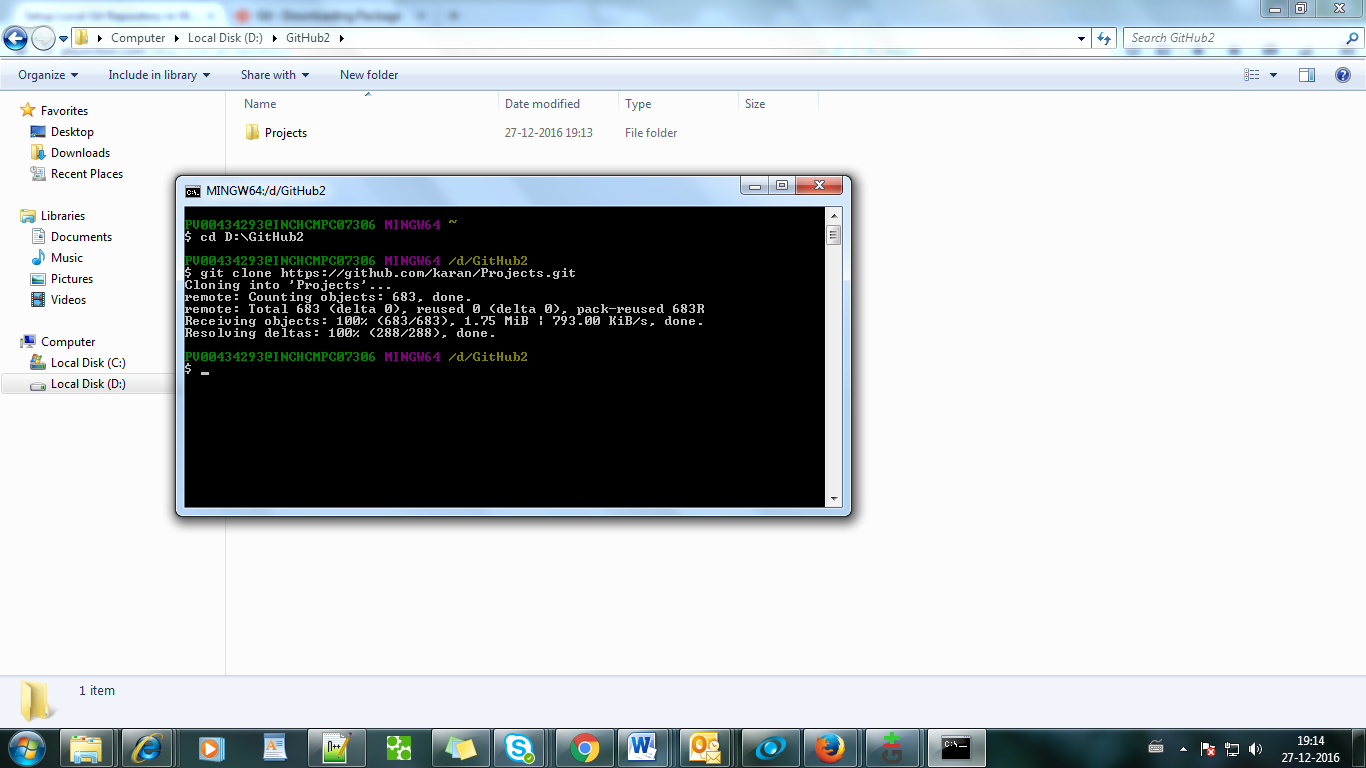 Computer Local Disk (D:) GitHub2
Search GitHub2
Organize Include in library Share with New folder
Name Date modified Type Size
Projects 27-12-2016 19:13 File folder
Favorites
Desktop
Downloads
Recent Places
Libraries
Documents
Music
Pictures
Videos
Computer
Local Disk (C:)
Local Disk (D:)
MINGW64:/d/GitHub2
PV00434293@INCHCMPC07306 MINGW64 ~
$ cd D:\GitHub2
PV00434293@INCHCMPC07306 MINGW64 /d/GitHub2
$ git clone https://github.com/karan/Projects.git
Cloning into 'Projects'...
remote: Counting objects: 683, done.
remote: Total 683 (delta 0), reused 0 (delta 0), pack-reused 683R
Receiving objects: 100% (683/683), 1.75 MiB | 793.00 KiB/s, done.
Resolving deltas: 100% (288/288), done.
PV00434293@INCHCMPC07306 MINGW64 /d/GitHub2
$
1 item
19:14
27-12-2016